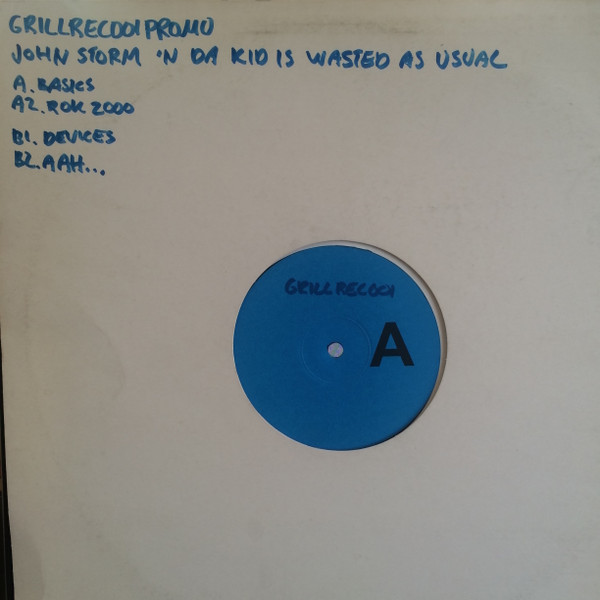 GRILLREC001PROMO
JOHN STORM 'N DA KID IS WASTED AS USUAL
A. BASICS
A2. ROK 2000
B1. DEVICES
B2. AAH...
GRILLREC001
A